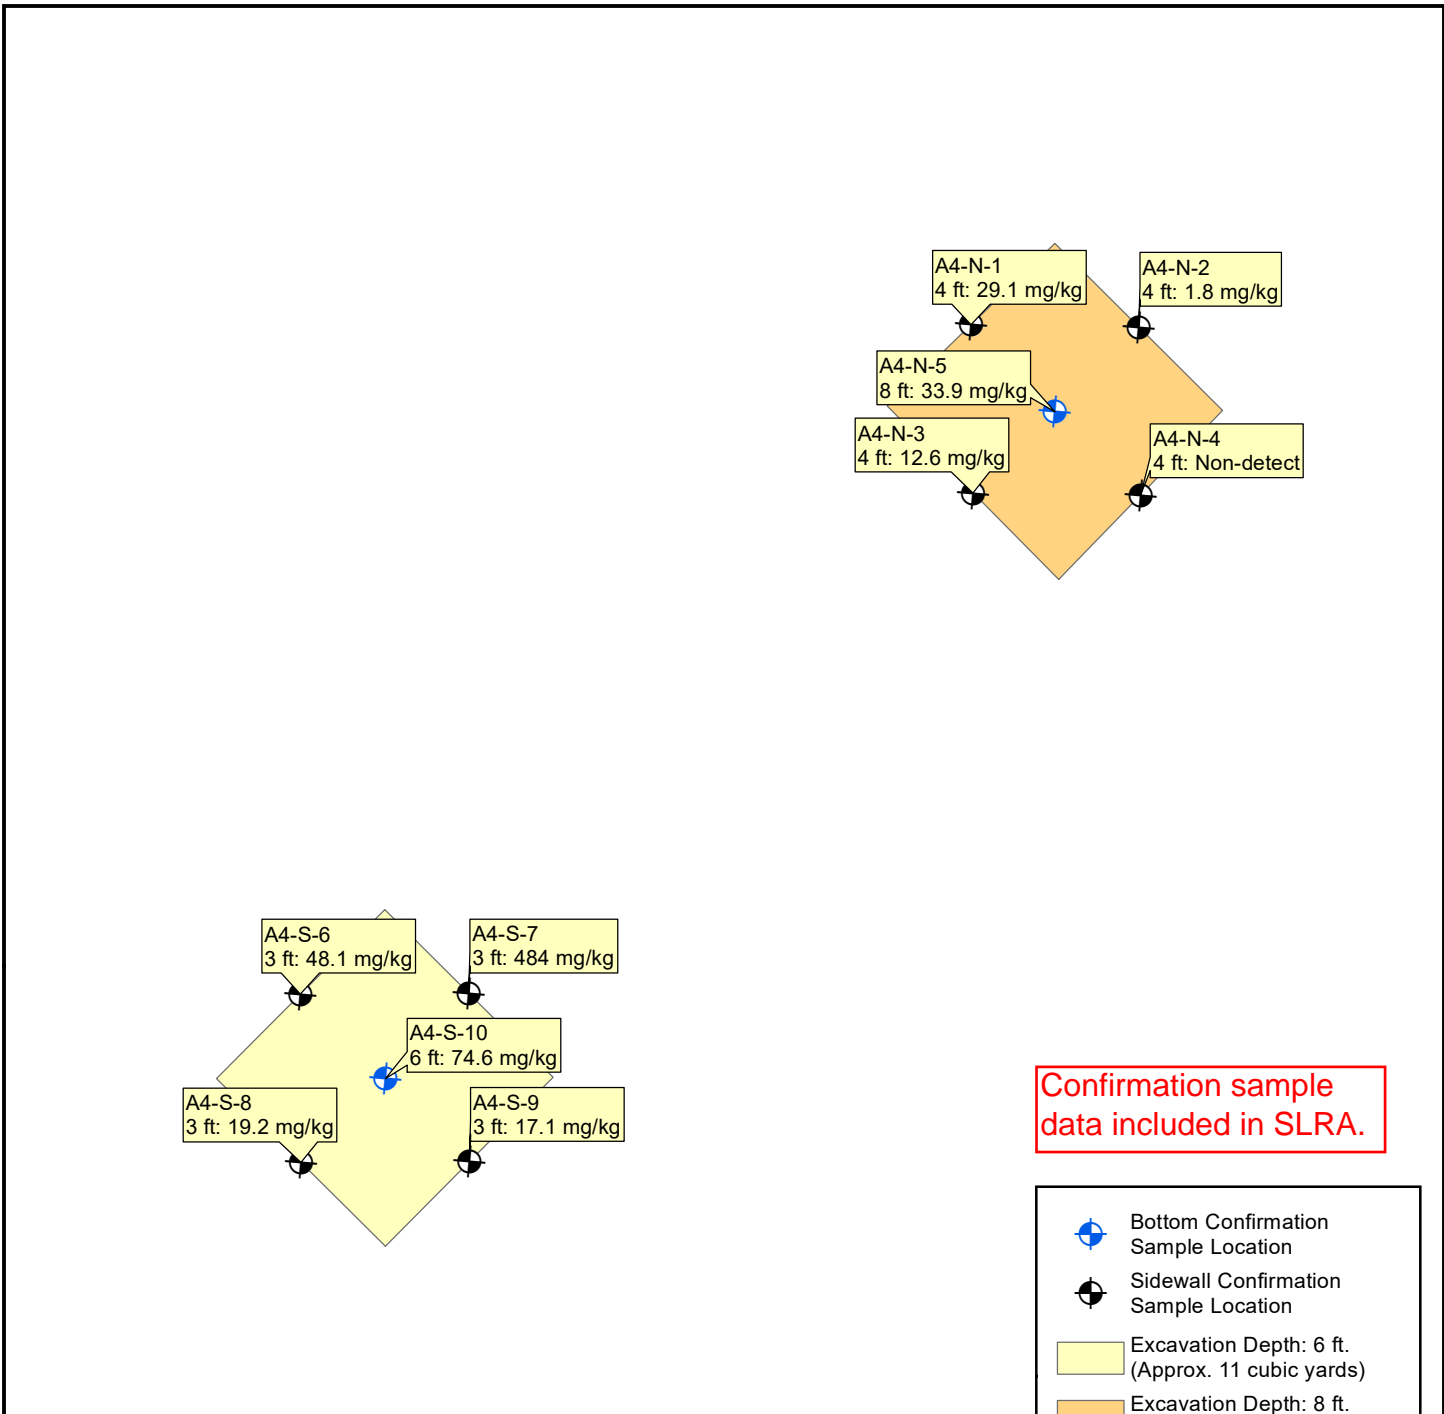 A4-N-1
4 ft: 29.1 mg/kg
A4-N-2
4 ft: 1.8 mg/kg
A4-N-5
8 ft: 33.9 mg/kg
A4-N-3
4 ft: 12.6 mg/kg
A4-N-4
4 ft: Non-detect
A4-S-6
3 ft: 48.1 mg/kg
A4-S-7
3 ft: 484 mg/kg
A4-S-10
6 ft: 74.6 mg/kg
A4-S-8
3 ft: 19.2 mg/kg
A4-S-9
3 ft: 17.1 mg/kg
Confirmation sample
data included in SLRA.
Bottom Confirmation
Sample Location
Sidewall Confirmation
Sample Location
Excavation Depth: 6 ft.
(Approx. 11 cubic yards)
Excavation Depth: 8 ft.